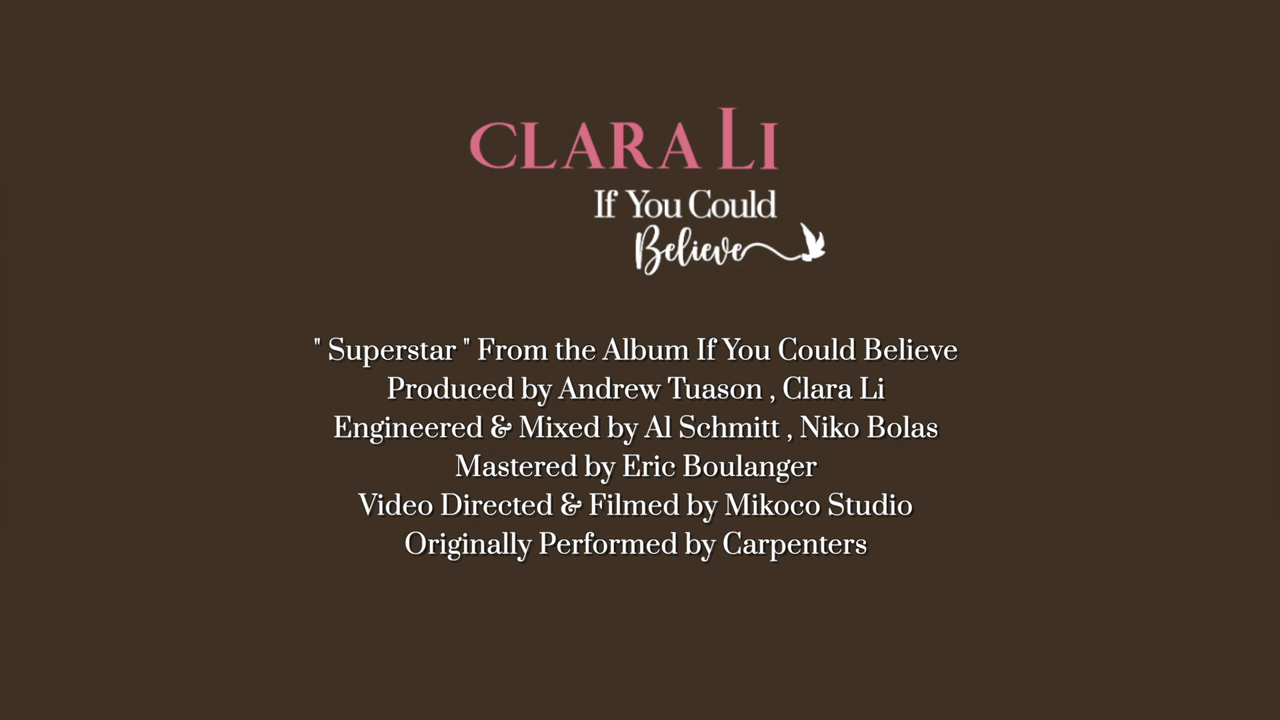 CLARA LI
If You Could
Believe
" Superstar " From the Album If You Could Believe
Produced by Andrew Tuason , Clara Li
Engineered & Mixed by Al Schmitt , Niko Bolas
Mastered by Eric Boulanger
Video Directed & Filmed by Mikoco Studio
Originally Performed by Carpenters